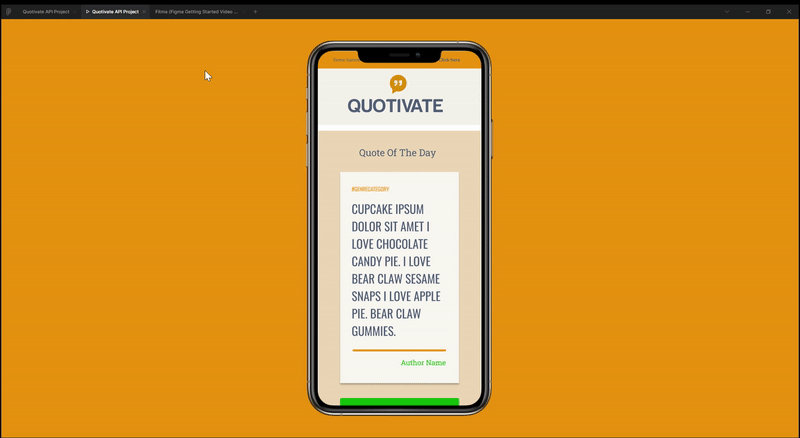 Quotivate API Project
Quotivate API Project
Figma (Figma Getting Started Video ...
Click here
QUOTIVATE
Quote Of The Day
#GENRECATEGORY
CUPCAKE IPSUM
DOLOR SIT AMET I
LOVE CHOCOLATE
CANDY PIE. I LOVE
BEAR CLAW SESAME
SNAPS I LOVE APPLE
PIE. BEAR CLAW
GUMMIES.
Author Name